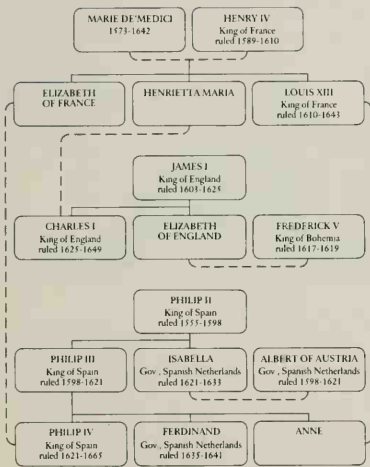 MARIE DE'MEDICI
1573-1642
HENRY IV
King of France
ruled 1589-1610
ELIZABETH
OF FRANCE
HENRIETTA MARIA
LOUIS XIII
King of France
ruled 1610-1643
JAMES I
King of England
ruled 1603-1625
CHARLES I
King of England
ruled 1625-1649
ELIZABETH
OF ENGLAND
FREDERICK V
King of Bohemia
ruled 1617-1619
PHILIP II
King of Spain
ruled 1555-1598
PHILIP III
King of Spain
ruled 1598-1621
ISABELLA
Gov., Spanish Netherlands
ruled 1621-1633
ALBERT OF AUSTRIA
Gov., Spanish Netherlands
ruled 1598-1621
PHILIP IV
King of Spain
ruled 1621-1665
FERDINAND
Gov., Spanish Netherlands
ruled 1635-1641
ANNE